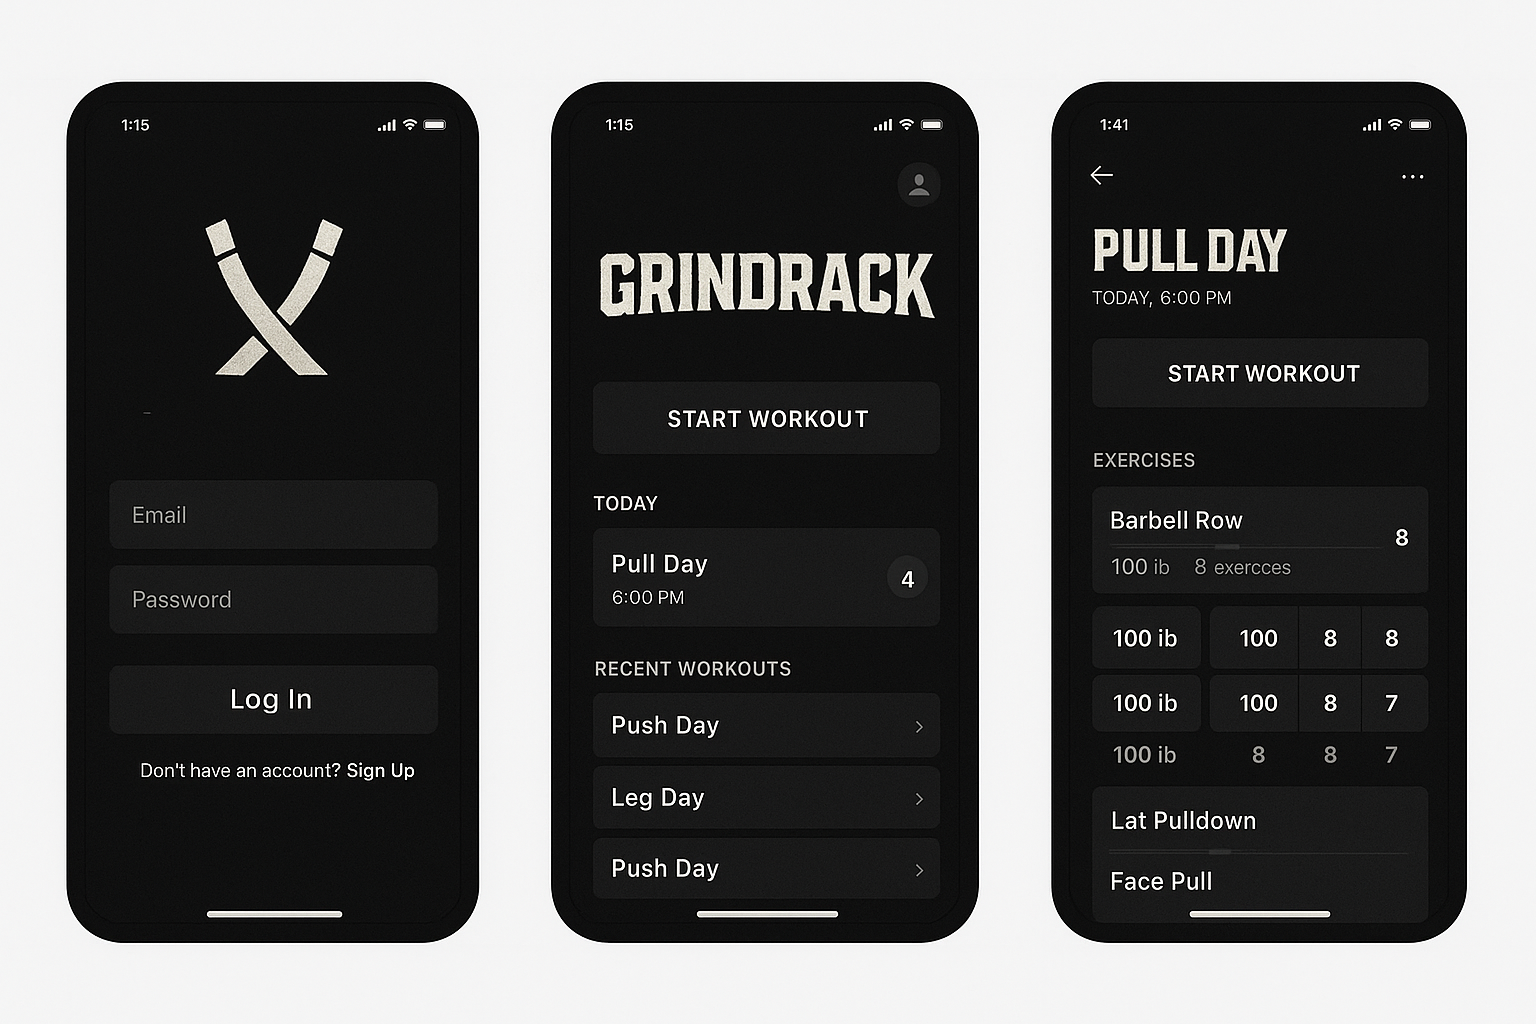 1:15
Email
Password
Log In
Don't have an account? Sign Up
1:15
GRINDRACK
START WORKOUT
TODAY
Pull Day
6:00 PM
4
RECENT WORKOUTS
Push Day
Leg Day
Push Day
1:41
PULL DAY
TODAY, 6:00 PM
START WORKOUT
EXERCISES
Barbell Row
8
100 ib 8 exercces
100 ib 100 8 8
100 ib 100 8 7
100 ib 8 8 7
Lat Pulldown
Face Pull